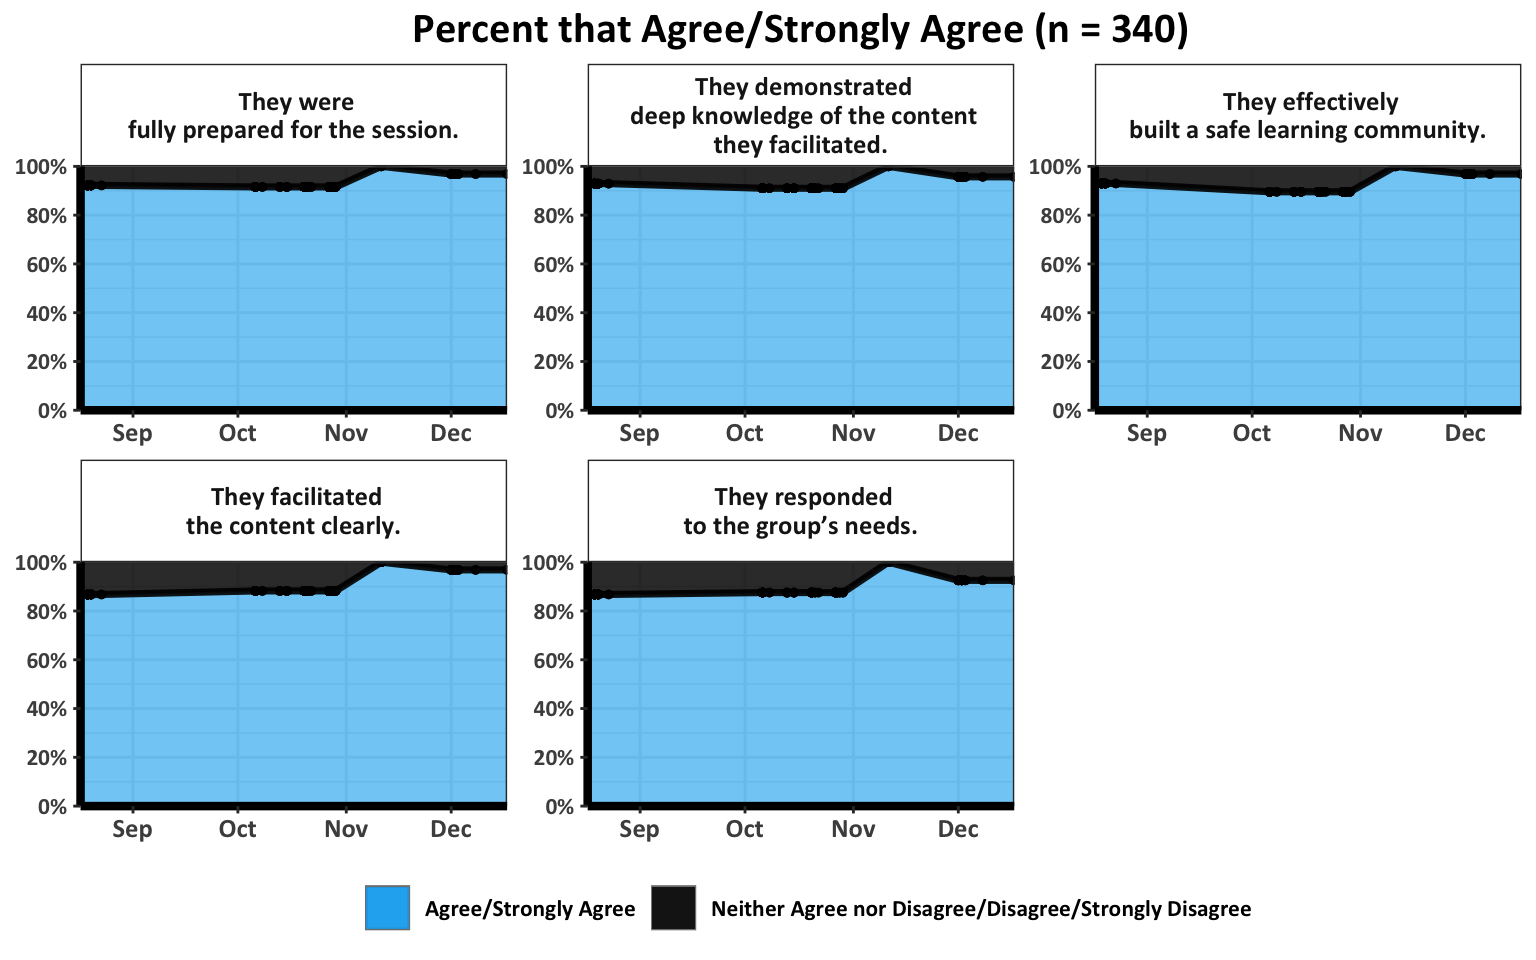 Percent that Agree/Strongly Agree (n = 340)
They were
fully prepared for the session.
100%
80%
60%
40%
20%
0%
Sep Oct Nov Dec
They demonstrated
deep knowledge of the content
they facilitated.
100%
80%
60%
40%
20%
0%
Sep Oct Nov Dec
They effectively
built a safe learning community.
100%
80%
60%
40%
20%
0%
Sep Oct Nov Dec
They facilitated
the content clearly.
100%
80%
60%
40%
20%
0%
Sep Oct Nov Dec
They responded
to the group’s needs.
100%
80%
60%
40%
20%
0%
Sep Oct Nov Dec
Agree/Strongly Agree Neither Agree nor Disagree/Disagree/Strongly Disagree